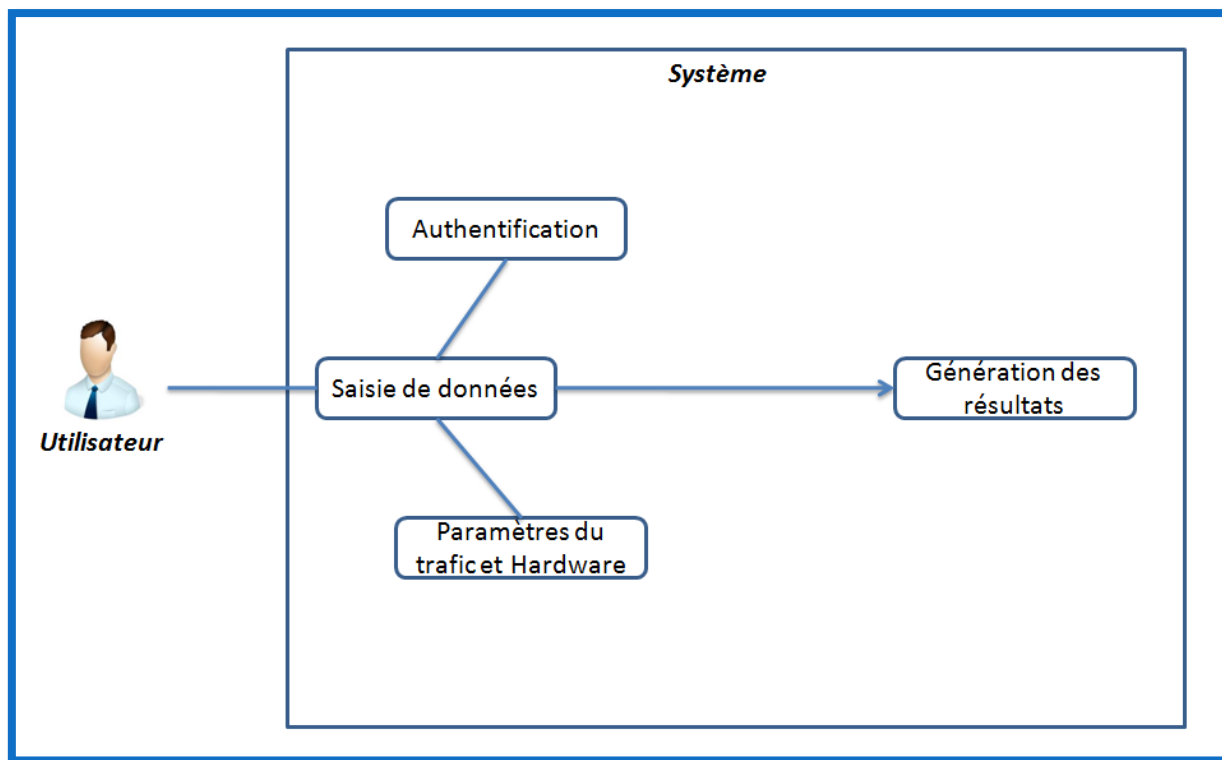 Système
Authentification
Utilisateur
Saisie de données
Génération des
résultats
Paramètres du
trafic et Hardware